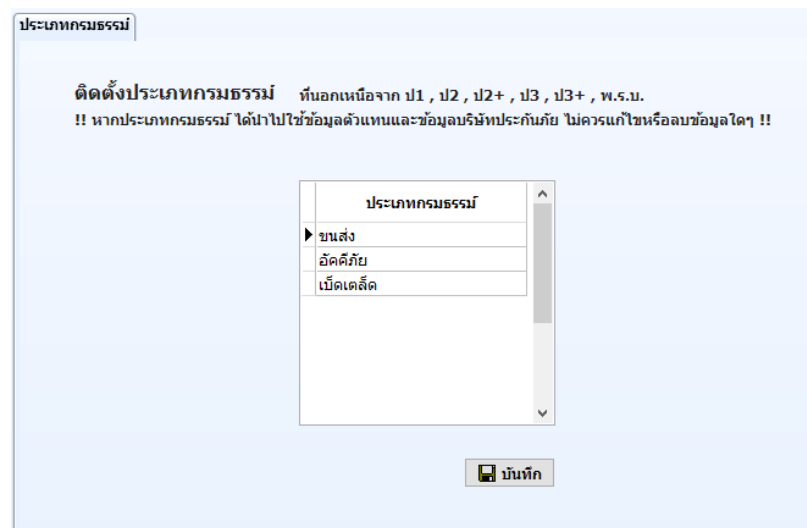 ประเภทกรมธรรม์
ติดตั้งประเภทกรมธรรม์ ที่นอกเหนือจาก ป1 , ป2 , ป2+ , ป3 , ป3+ , พ.ร.บ.
!! หากประเภทกรมธรรม์ ได้นำไปใช้ข้อมูลตัวแทนและข้อมูลบริษัทประกันภัย ไม่ควรแก้ไขหรือลบข้อมูลใดๆ !!
ประเภทกรมธรรม์
ขนส่ง
อัคคีภัย
เบ็ดเตล็ด
บันทึก